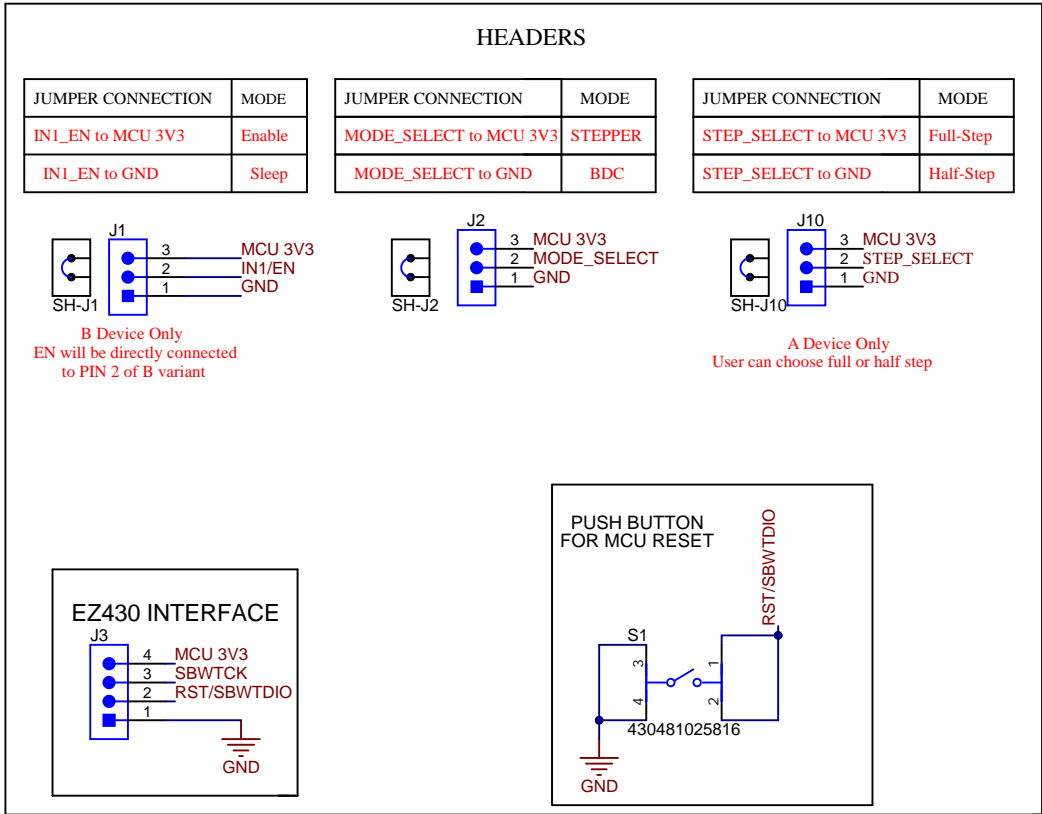 HEADERS
JUMPER CONNECTION MODE
IN1_EN to MCU 3V3 Enable
IN1_EN to GND Sleep
JUMPER CONNECTION MODE
MODE_SELECT to MCU 3V3 STEPPER
MODE_SELECT to GND BDC
JUMPER CONNECTION MODE
STEP_SELECT to MCU 3V3 Full-Step
STEP_SELECT to GND Half-Step
J1
3 MCU 3V3
2 IN1/EN
1 GND
SH-J1
B Device Only
EN will be directly connected
to PIN 2 of B variant
J2
3 MCU 3V3
2 MODE_SELECT
1 GND
SH-J2
J10
3 MCU 3V3
2 STEP_SELECT
1 GND
SH-J10
A Device Only
User can choose full or half step
EZ430 INTERFACE
J3
4 MCU 3V3
3 SBWTCK
2 RST/SBWTDIO
1
GND
PUSH BUTTON
FOR MCU RESET
RST/SBWTDIO
S1
3 1
4 2
430481025816
GND